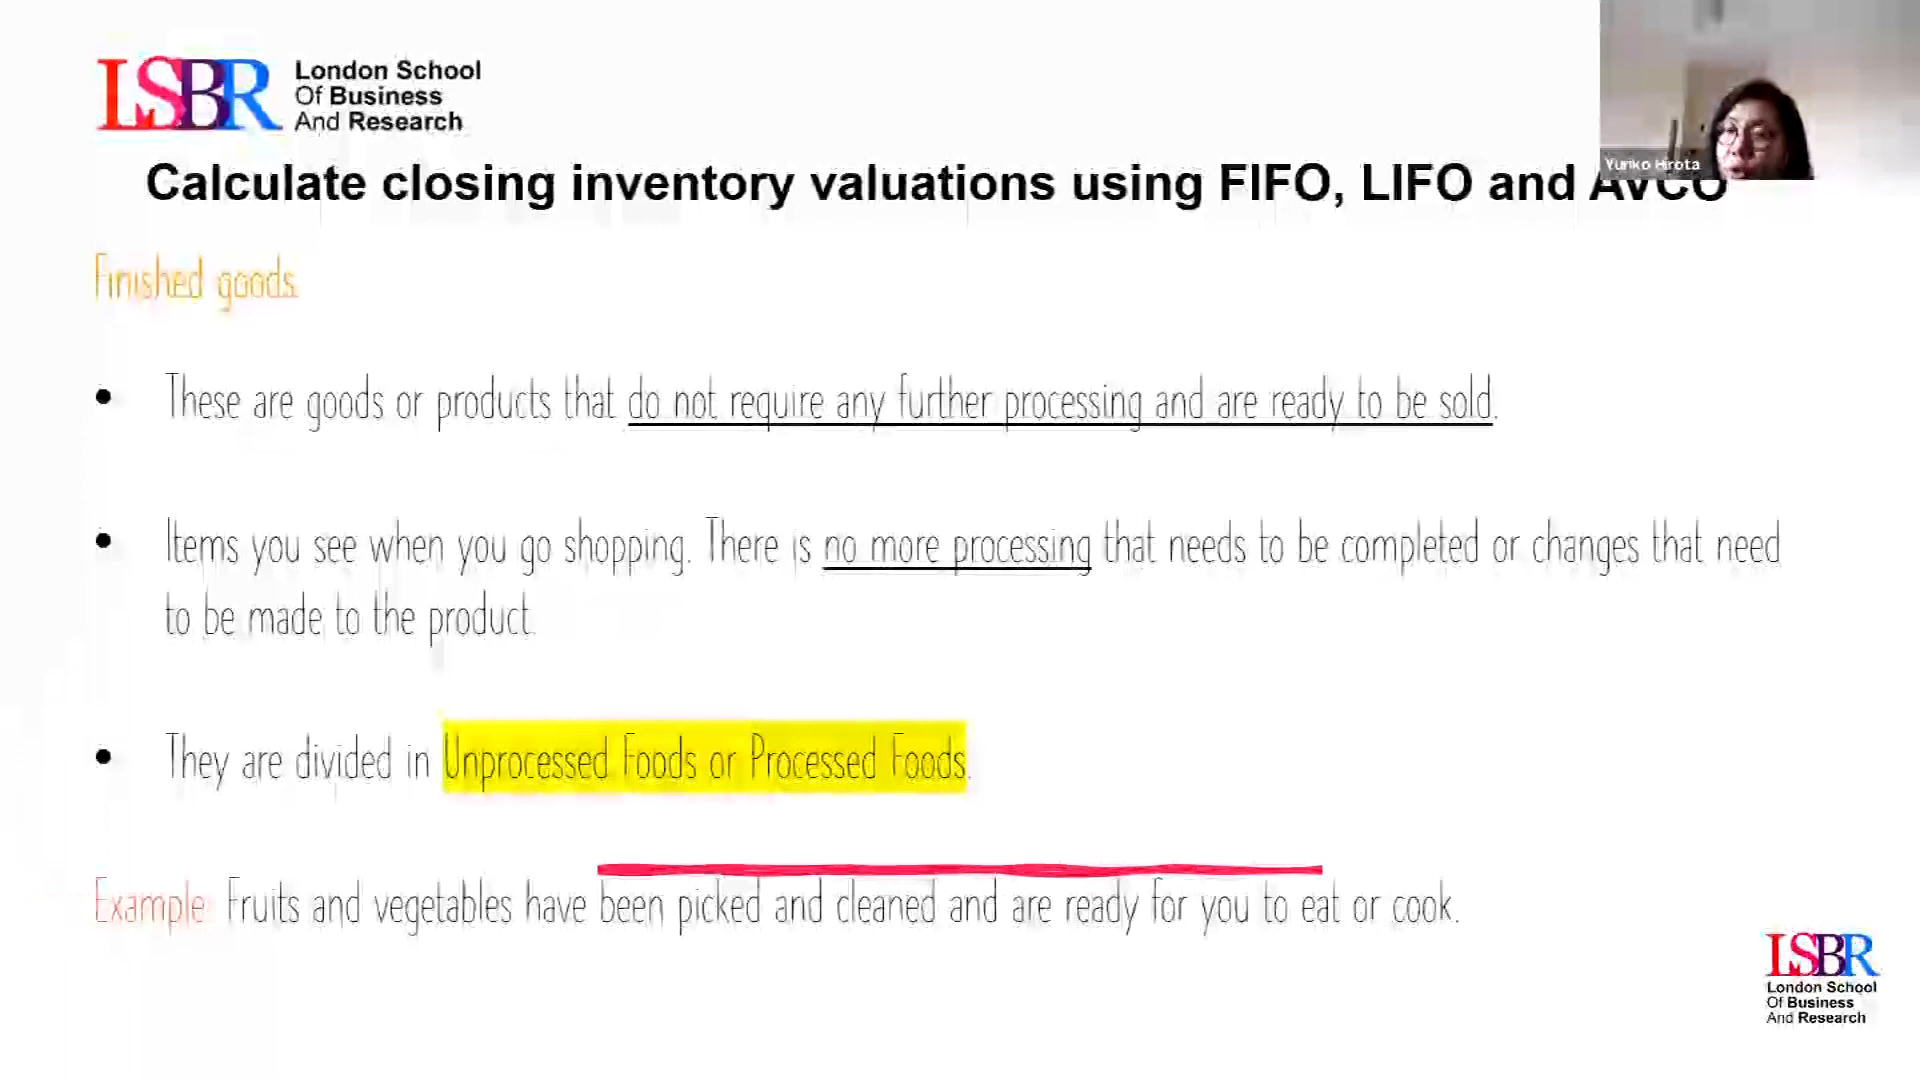 LSBR
London School
Of Business
And Research
Yuriko Hirota
Calculate closing inventory valuations using FIFO, LIFO and AVCO
Finished goods.
• These are goods or products that do not require any further processing and are ready to be sold.
• Items you see when you go shopping. There is no more processing that needs to be completed or changes that need
to be made to the product.
• They are divided in Unprocessed Foods or Processed Foods.
Example: Fruits and vegetables have been picked and cleaned and are ready for you to eat or cook.
LSBR
London School
Of Business
And Research